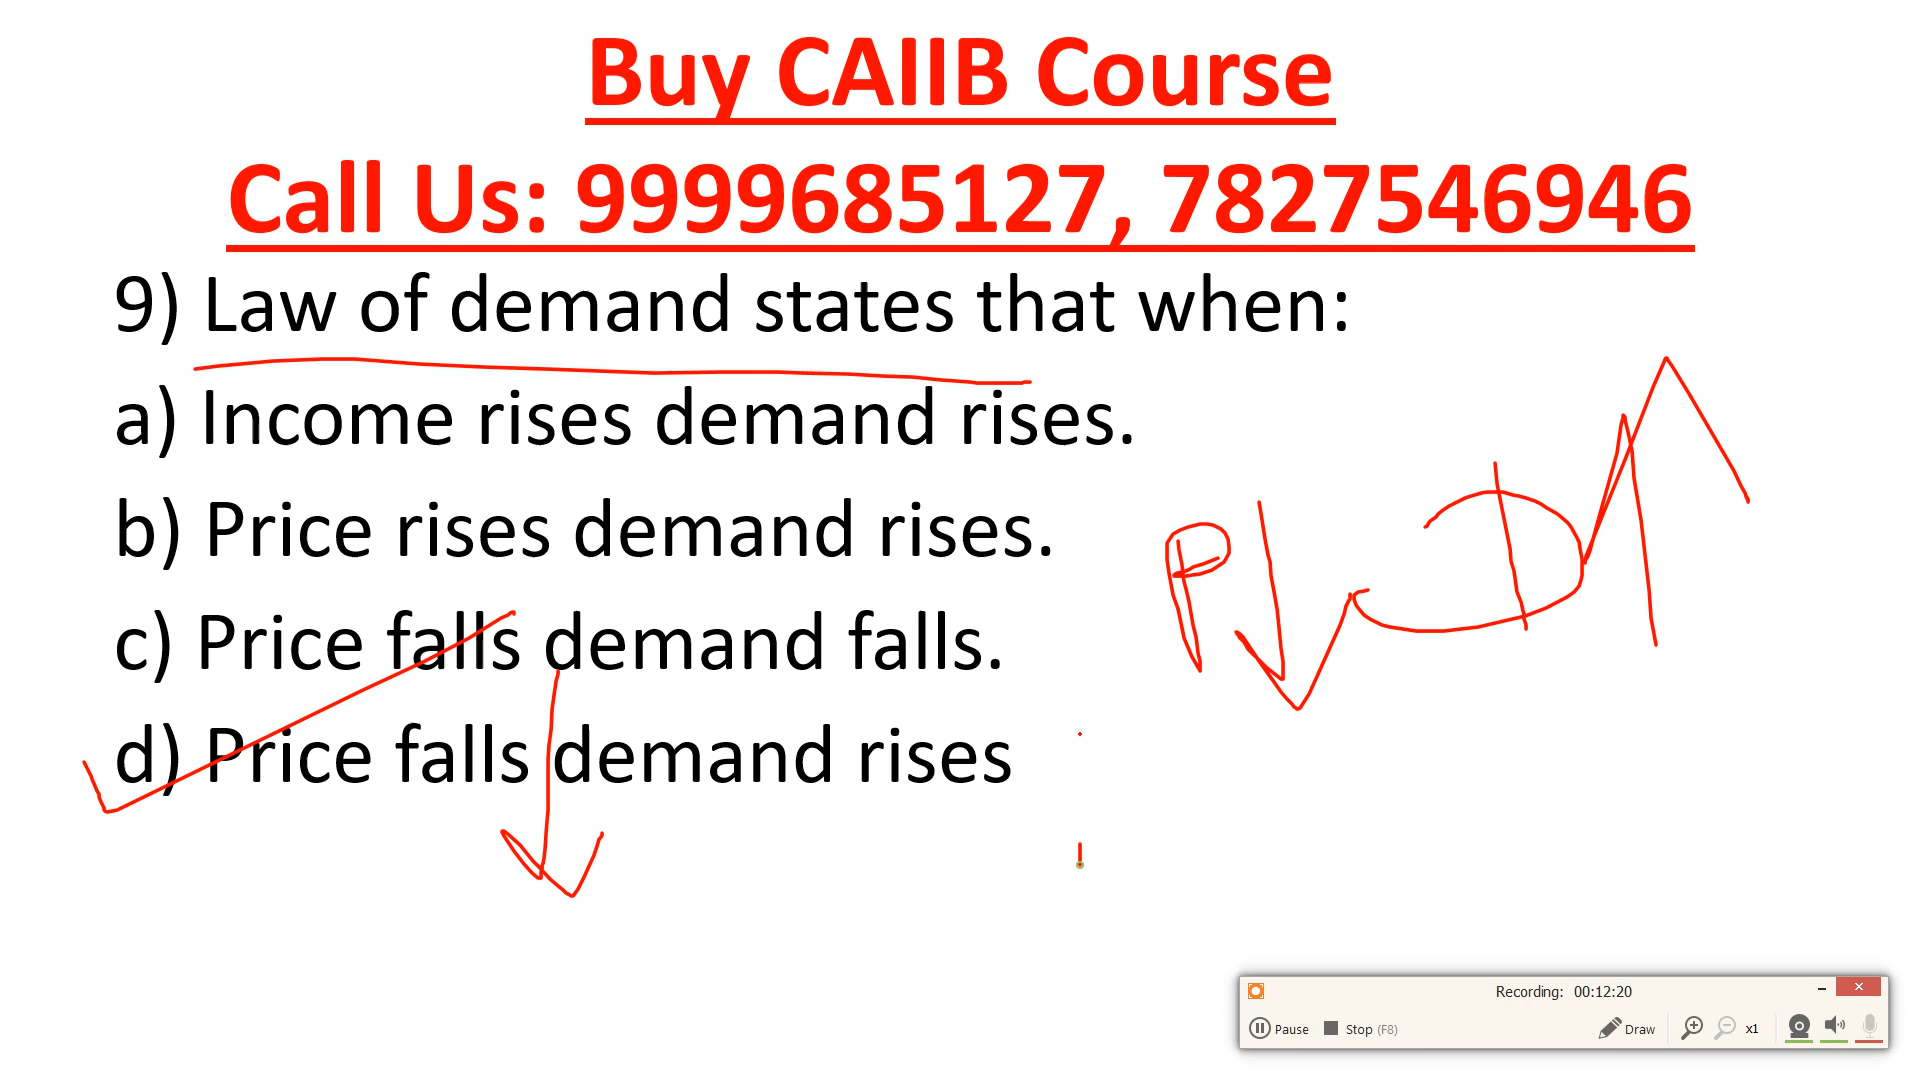 Buy CAIIB Course
Call Us: 9999685127, 7827546946
9) Law of demand states that when:
a) Income rises demand rises.
b) Price rises demand rises.
c) Price falls demand falls.
d) Price falls demand rises
P D
Recording: 00:12:20
Pause Stop (F8) Draw x1